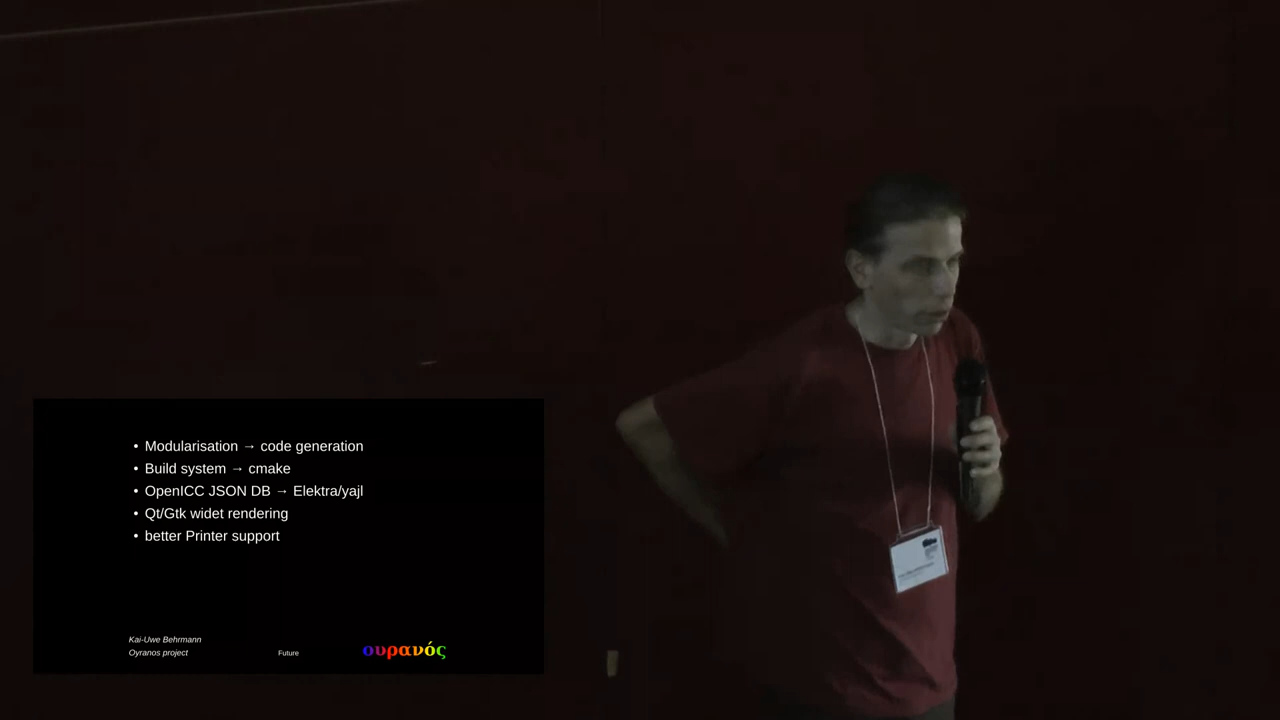 • Modularisation → code generation
• Build system → cmake
• OpenICC JSON DB → Elektra/yajl
• Qt/Gtk widet rendering
• better Printer support
Kai-Uwe Behrmann
Oyranos project
Future
ουρανός